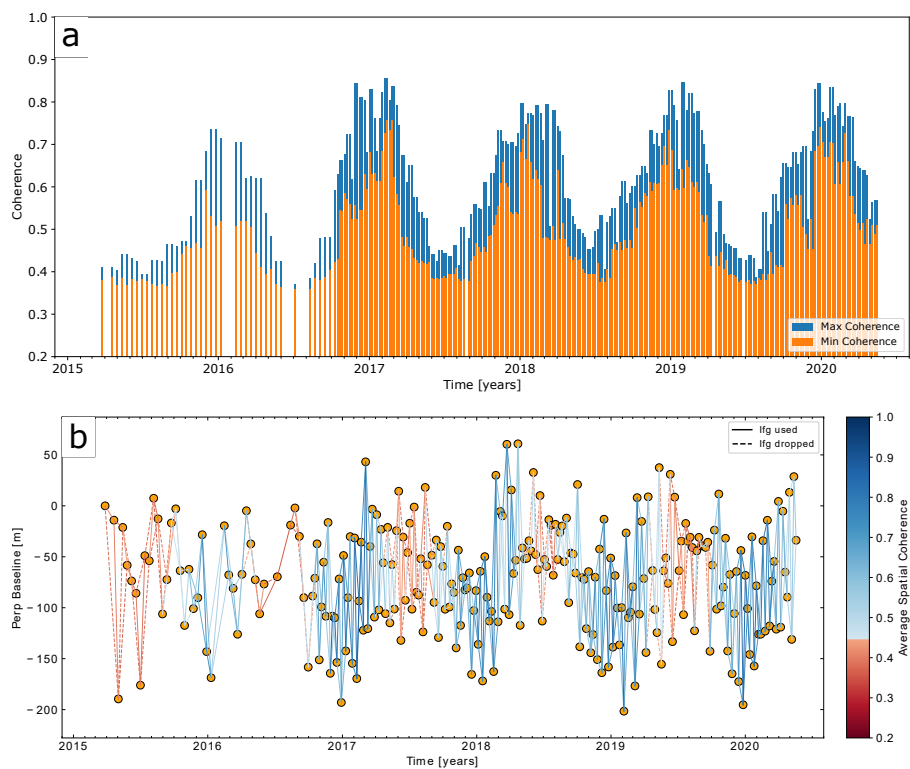 a
Coherence
1.0
0.9
0.8
0.7
0.6
0.5
0.4
0.3
0.2
Max Coherence
Min Coherence
2015 2016 2017 2018 2019 2020
Time [years]
b
Perp Baseline [m]
50
0
−50
−100
−150
−200
Ifg used
Ifg dropped
2015 2016 2017 2018 2019 2020
Time [years]
1.0
0.9
0.8
0.7
0.6
0.5
0.4
0.3
0.2
Average Spatial Coherence